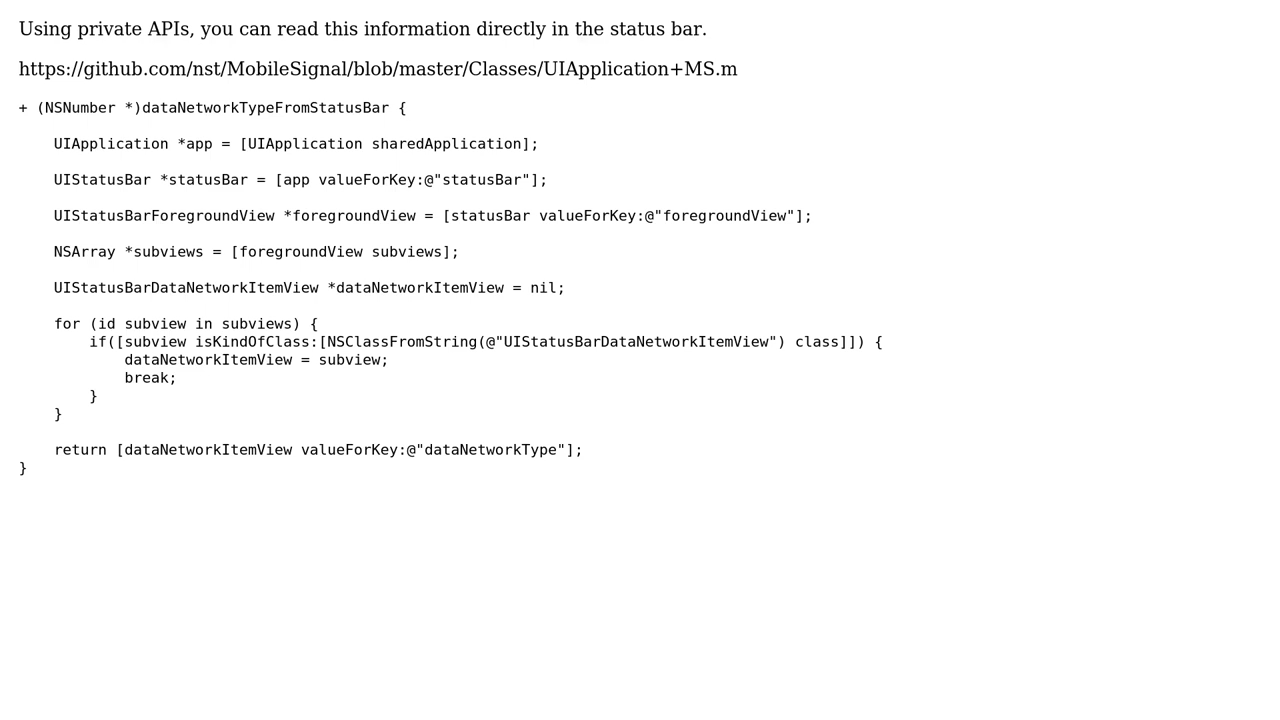 Using private APIs, you can read this information directly in the status bar.
https://github.com/nst/MobileSignal/blob/master/Classes/UIApplication+MS.m
+ (NSNumber *)dataNetworkTypeFromStatusBar {
    UIApplication *app = [UIApplication sharedApplication];
    UIStatusBar *statusBar = [app valueForKey:@"statusBar"];
    UIStatusBarForegroundView *foregroundView = [statusBar valueForKey:@"foregroundView"];
    NSArray *subviews = [foregroundView subviews];
    UIStatusBarDataNetworkItemView *dataNetworkItemView = nil;
    for (id subview in subviews) {
        if([subview isKindOfClass:[NSClassFromString(@"UIStatusBarDataNetworkItemView") class]]) {
            dataNetworkItemView = subview;
            break;
        }
    }
    return [dataNetworkItemView valueForKey:@"dataNetworkType"];
}